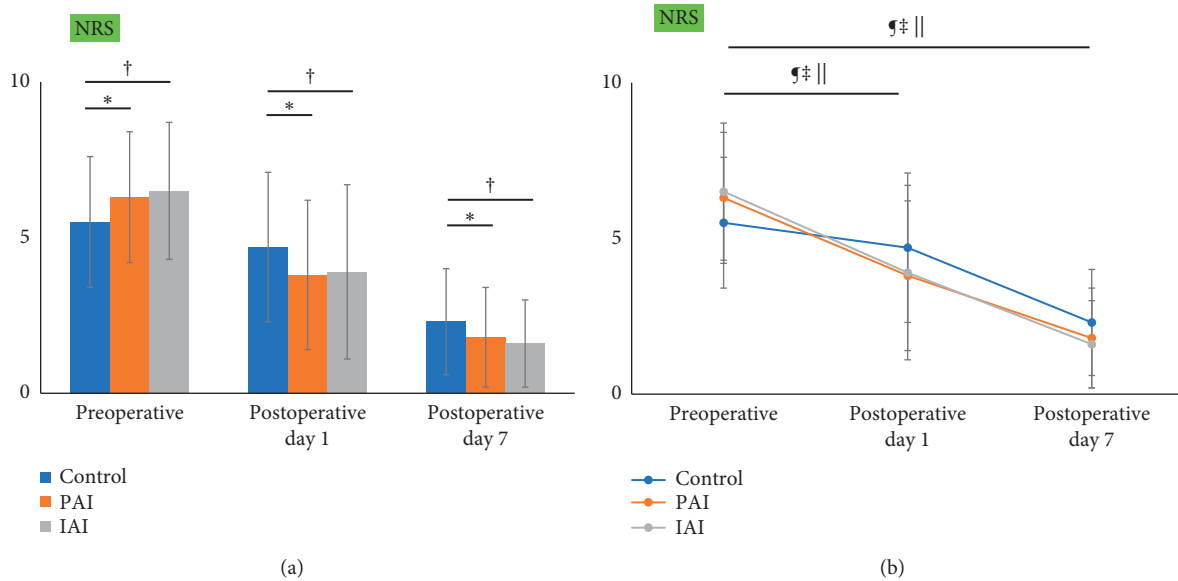 NRS
10
5
0
†
*
†
*
†
*
Preoperative
Postoperative
day 1
Postoperative
day 7
Control
PAI
IAI
(a)
NRS
¶‡ ||
¶‡ ||
10
5
0
Preoperative
Postoperative
day 1
Postoperative
day 7
Control
PAI
IAI
(b)